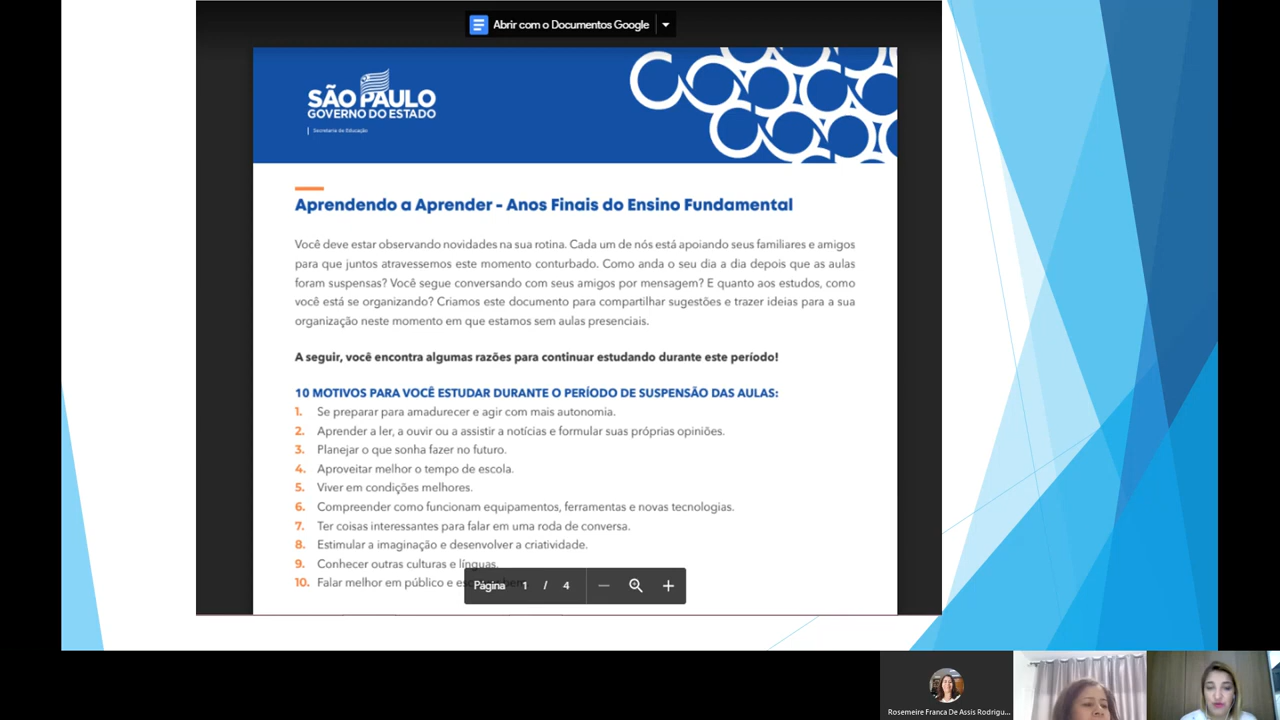 Abrir com o Documentos Google
SÃO PAULO
GOVERNO DO ESTADO
Secretaria de Educação
Aprendendo a Aprender - Anos Finais do Ensino Fundamental
Você deve estar observando novidades na sua rotina. Cada um de nós está apoiando seus familiares e amigos
para que juntos atravessemos este momento conturbado. Como anda o seu dia a dia depois que as aulas
foram suspensas? Você segue conversando com seus amigos por mensagem? E quanto aos estudos, como
você está se organizando? Criamos este documento para compartilhar sugestões e trazer ideias para a sua
organização neste momento em que estamos sem aulas presenciais.
A seguir, você encontra algumas razões para continuar estudando durante este período!
10 MOTIVOS PARA VOCÊ ESTUDAR DURANTE O PERÍODO DE SUSPENSÃO DAS AULAS:
1. Se preparar para amadurecer e agir com mais autonomia.
2. Aprender a ler, a ouvir ou a assistir a notícias e formular suas próprias opiniões.
3. Planejar o que sonha fazer no futuro.
4. Aproveitar melhor o tempo de escola.
5. Viver em condições melhores.
6. Compreender como funcionam equipamentos, ferramentas e novas tecnologias.
7. Ter coisas interessantes para falar em uma roda de conversa.
8. Estimular a imaginação e desenvolver a criatividade.
9. Conhecer outras culturas e línguas.
10. Falar melhor em público e
Página 1 / 4
Rosemeire Franca De Assis Rodrigu...